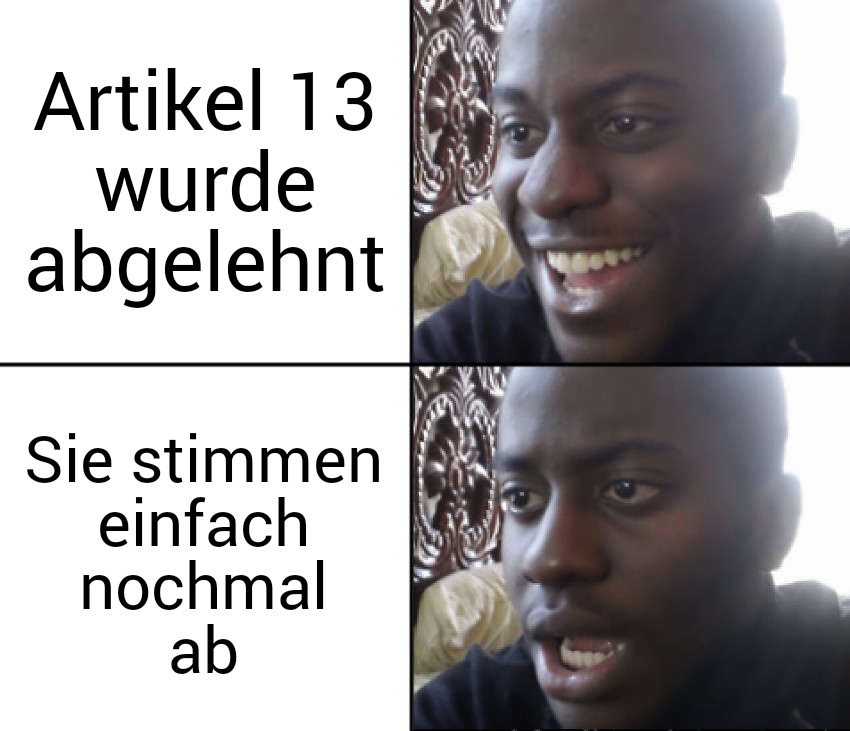 Artikel 13
wurde
abgelehnt
Sie stimmen
einfach
nochmal
ab